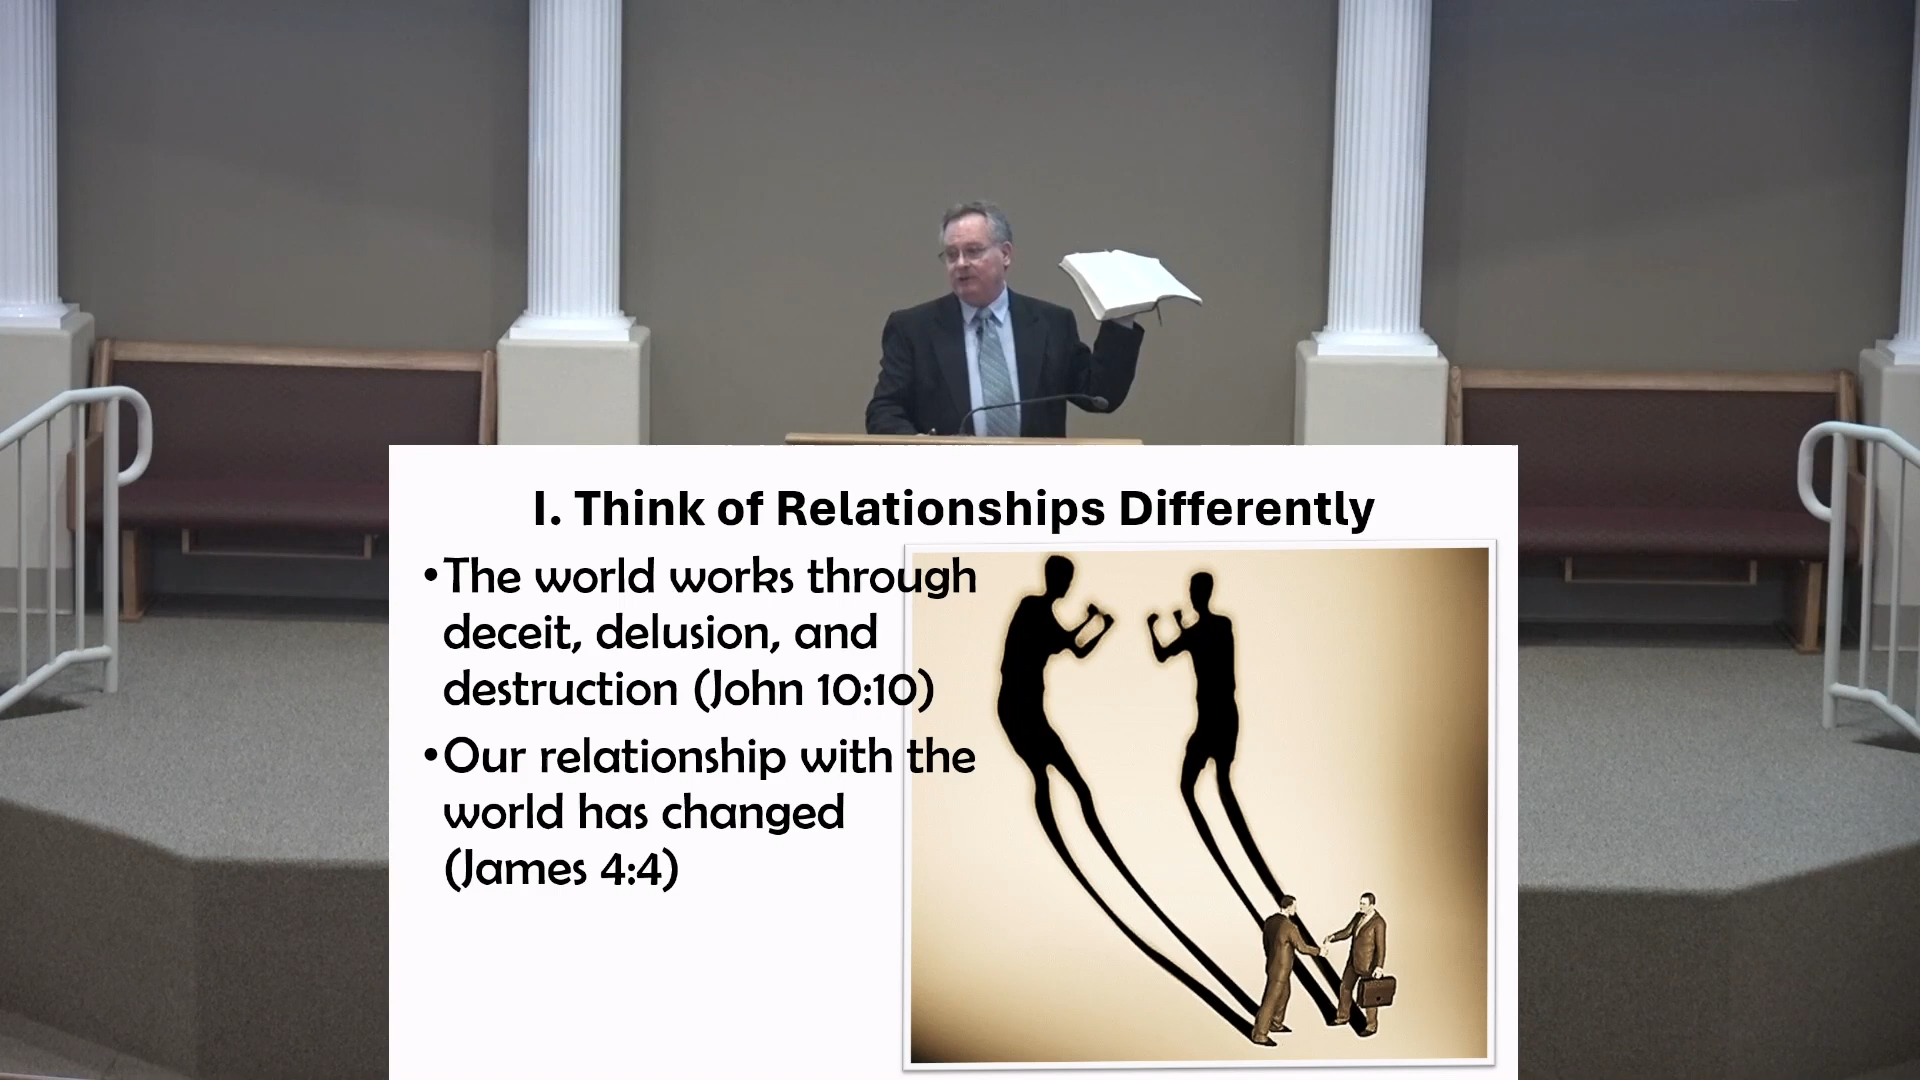 I. Think of Relationships Differently
•The world works through
deceit, delusion, and
destruction (John 10:10)
•Our relationship with the
world has changed
(James 4:4)